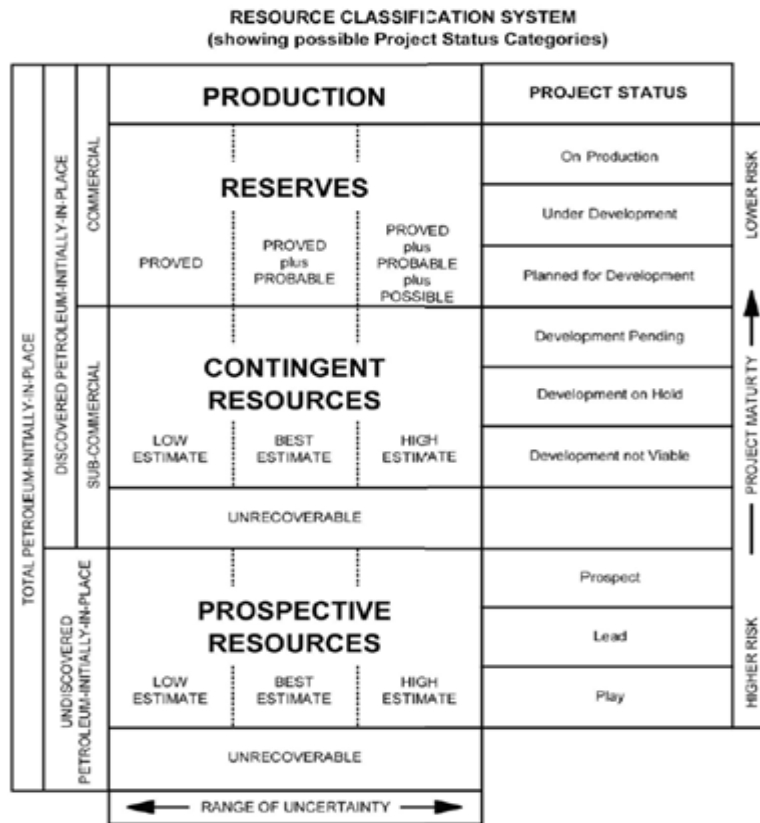 RESOURCE CLASSIFICATION SYSTEM
(showing possible Project Status Categories)
PRODUCTION
PROJECT STATUS
TOTAL PETROLEUM-INITIALLY-IN-PLACE
DISCOVERED PETROLEUM-INITIALLY-IN-PLACE
COMMERCIAL
RESERVES
PROVED
PROVED
plus
PROBABLE
PROVED
plus
PROBABLE
plus
POSSIBLE
On Production
Under Development
Planned for Development
LOWER RISK
SUB-COMMERCIAL
CONTINGENT
RESOURCES
LOW
ESTIMATE
BEST
ESTIMATE
HIGH
ESTIMATE
Development Pending
Development on Hold
Development not Viable
PROJECT MATURITY
UNRECOVERABLE
UNDISCOVERED
PETROLEUM-INITIALLY-IN-PLACE
PROSPECTIVE
RESOURCES
LOW
ESTIMATE
BEST
ESTIMATE
HIGH
ESTIMATE
Prospect
Lead
Play
HIGHER RISK
UNRECOVERABLE
RANGE OF UNCERTAINTY